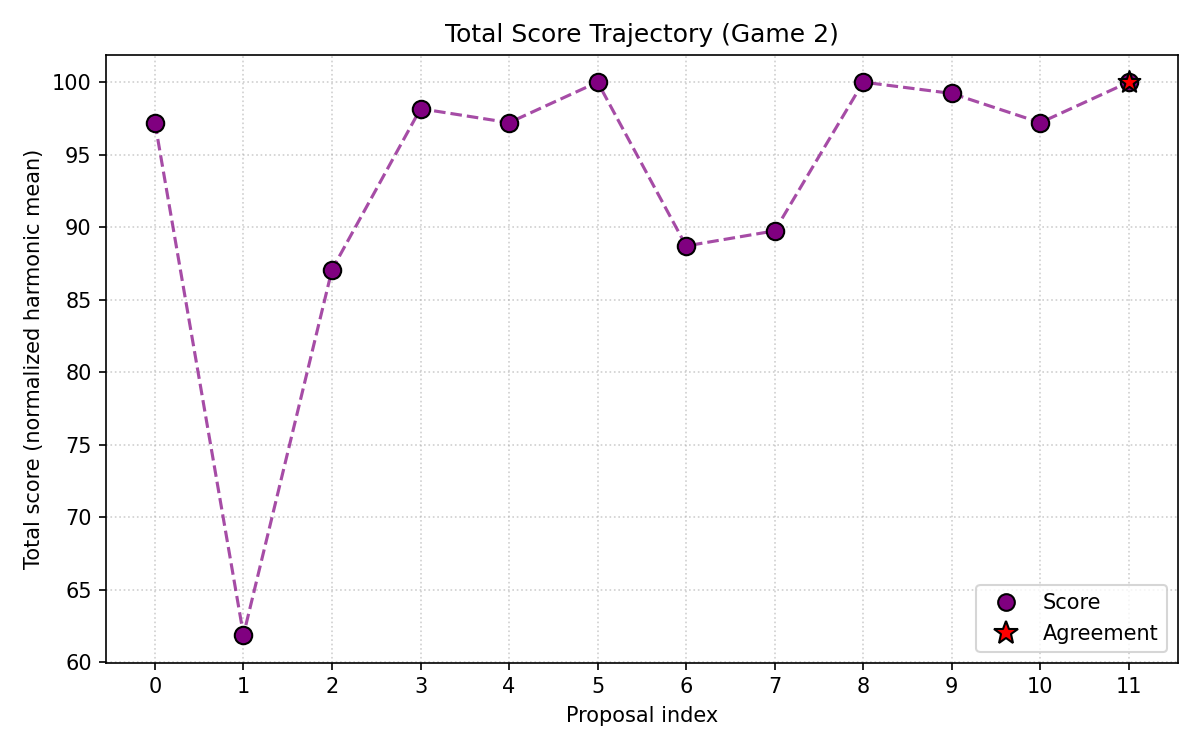 Total Score Trajectory (Game 2)
Total score (normalized harmonic mean)
100
95
90
85
80
75
70
65
60
0 1 2 3 4 5 6 7 8 9 10 11
Proposal index
Score
Agreement